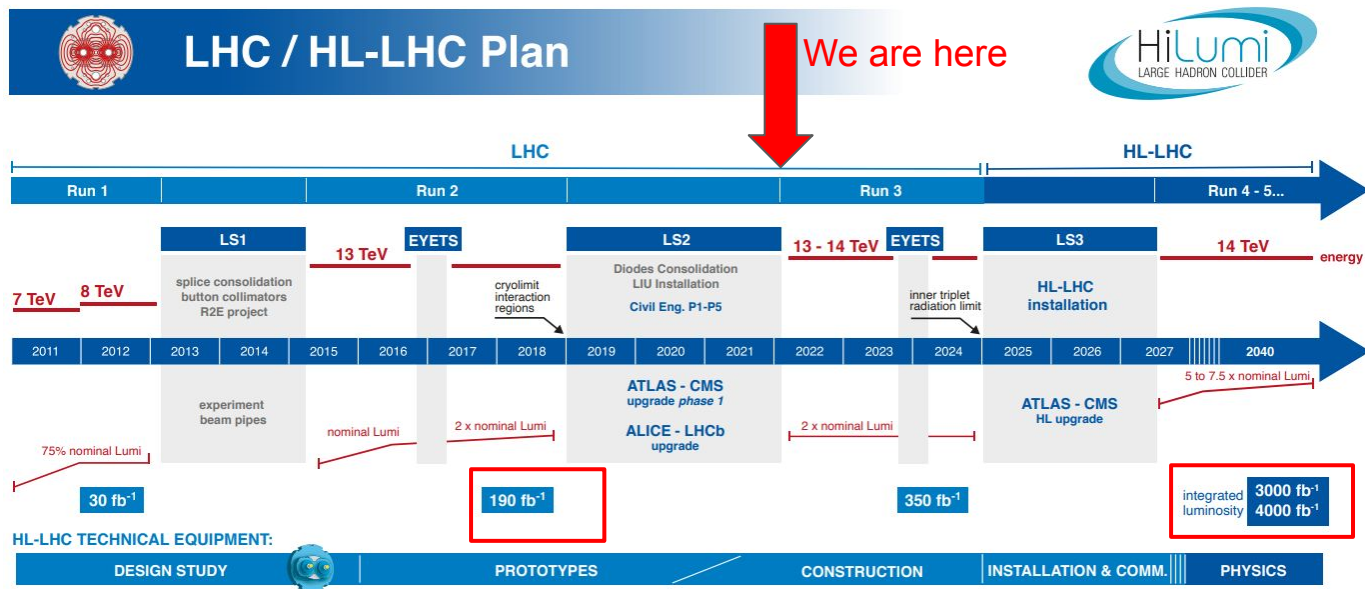 LHC / HL-LHC Plan
We are here
HiLumi
LARGE HADRON COLLIDER
LHC
HL-LHC
Run 1
Run 2
Run 3
Run 4 - 5...
LS1
EYETS
LS2
EYETS
LS3
7 TeV
8 TeV
13 TeV
13 - 14 TeV
14 TeV
energy
splice consolidation
button collimators
R2E project
cryolimit
interaction
regions
Diodes Consolidation
LIU Installation
Civil Eng. P1-P5
inner triplet
radiation limit
HL-LHC
installation
2011 2012 2013 2014 2015 2016 2017 2018 2019 2020 2021 2022 2023 2024 2025 2026 2027 2040
75% nominal Lumi
experiment
beam pipes
nominal Lumi
2 x nominal Lumi
ATLAS - CMS
upgrade phase 1
ALICE - LHCb
upgrade
2 x nominal Lumi
ATLAS - CMS
HL upgrade
5 to 7.5 x nominal Lumi
30 fb⁻¹
190 fb⁻¹
350 fb⁻¹
integrated
luminosity
3000 fb⁻¹
4000 fb⁻¹
HL-LHC TECHNICAL EQUIPMENT:
DESIGN STUDY
PROTOTYPES
CONSTRUCTION
INSTALLATION & COMM.
PHYSICS